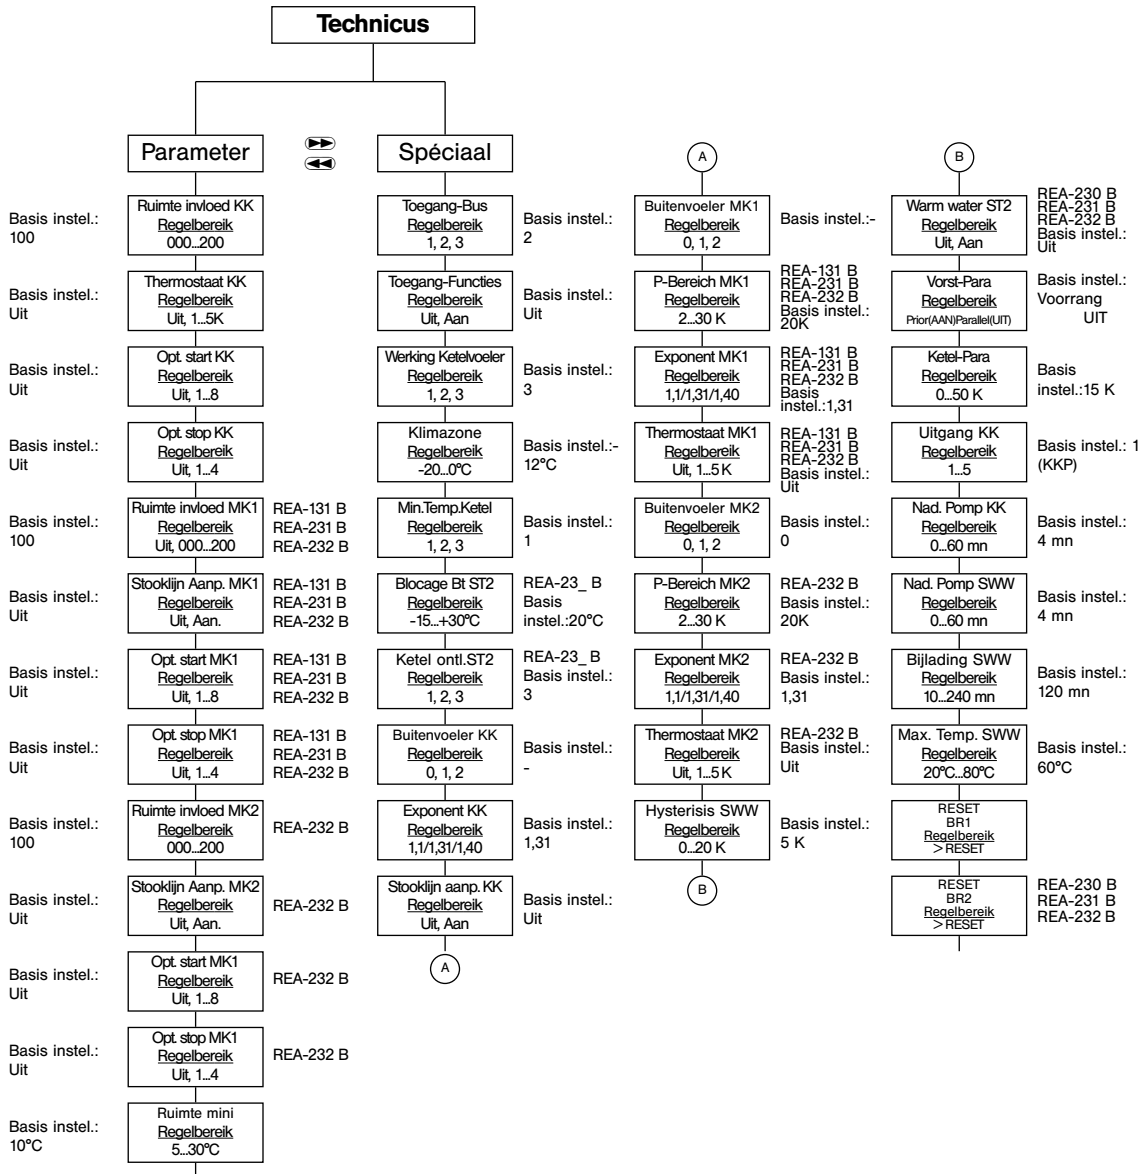 Technicus
Parameter
Basis instel.:
100
Ruimte invloed KK
Regelbereik
000...200
Basis instel.:
Uit
Thermostaat KK
Regelbereik
Uit, 1...5K
Basis instel.:
Uit
Opt. start KK
Regelbereik
Uit, 1...8
Basis instel.:
Uit
Opt. stop KK
Regelbereik
Uit, 1...4
Basis instel.:
100
Ruimte invloed MK1
Regelbereik
Uit, 000...200
REA-131 B
REA-231 B
REA-232 B
Basis instel.:
Uit
Stooklijn Aanp. MK1
Regelbereik
Uit, Aan.
REA-131 B
REA-231 B
REA-232 B
Basis instel.:
Uit
Opt. start MK1
Regelbereik
Uit, 1...8
REA-131 B
REA-231 B
REA-232 B
Basis instel.:
Uit
Opt. stop MK1
Regelbereik
Uit, 1...4
REA-131 B
REA-231 B
REA-232 B
Basis instel.:
100
Ruimte invloed MK2
Regelbereik
000...200
REA-232 B
Basis instel.:
Uit
Stooklijn Aanp. MK2
Regelbereik
Uit, Aan.
REA-232 B
Basis instel.:
Uit
Opt. start MK1
Regelbereik
Uit, 1...8
REA-232 B
Basis instel.:
Uit
Opt. stop MK1
Regelbereik
Uit, 1...4
REA-232 B
Basis instel.:
10°C
Ruimte mini
Regelbereik
5...30°C
Spéciaal
Toegang-Bus
Regelbereik
1, 2, 3
Basis instel.:
2
Toegang-Functies
Regelbereik
Uit, Aan
Basis instel.:
Uit
Werking Ketelvoeler
Regelbereik
1, 2, 3
Basis instel.:
3
Klimazone
Regelbereik
-20...0°C
Basis instel.:-
12°C
Min.Temp.Ketel
Regelbereik
1, 2, 3
Basis instel.:
1
Blocage Bt ST2
Regelbereik
-15...+30°C
REA-23_ B
Basis
instel.:20°C
Ketel ontl.ST2
Regelbereik
1, 2, 3
REA-23_ B
Basis instel.:
3
Buitenvoeler KK
Regelbereik
0, 1, 2
Basis instel.:
-
Exponent KK
Regelbereik
1,1/1,31/1,40
Basis instel.:
1,31
Stooklijn aanp. KK
Regelbereik
Uit, Aan
Basis instel.:
Uit
A
A
Buitenvoeler MK1
Regelbereik
0, 1, 2
Basis instel.:-
P-Bereich MK1
Regelbereik
2...30 K
REA-131 B
REA-231 B
REA-232 B
Basis instel.:
20K
Exponent MK1
Regelbereik
1,1/1,31/1,40
REA-131 B
REA-231 B
REA-232 B
Basis
instel.:1,31
Thermostaat MK1
Regelbereik
Uit, 1...5 K
REA-131 B
REA-231 B
REA-232 B
Basis instel.:
Uit
Buitenvoeler MK2
Regelbereik
0, 1, 2
Basis instel.:
0
P-Bereich MK2
Regelbereik
2...30 K
REA-232 B
Basis instel.:
20K
Exponent MK2
Regelbereik
1,1/1,31/1,40
REA-232 B
Basis instel.:
1,31
Thermostaat MK2
Regelbereik
Uit, 1...5 K
REA-232 B
Basis instel.:
Uit
Hysterisis SWW
Regelbereik
0...20 K
Basis instel.:
5 K
B
B
Warm water ST2
Regelbereik
Uit, Aan
REA-230 B
REA-231 B
REA-232 B
Basis instel.:
Uit
Vorst-Para
Regelbereik
Prior(AAN)Parallel(UIT)
Basis instel.:
Voorrang
UIT
Ketel-Para
Regelbereik
0...50 K
Basis
instel.:15 K
Uitgang KK
Regelbereik
1...5
Basis instel.: 1
(KKP)
Nad. Pomp KK
Regelbereik
0...60 mn
Basis instel.:
4 mn
Nad. Pomp SWW
Regelbereik
0...60 mn
Basis instel.:
4 mn
Bijlading SWW
Regelbereik
10...240 mn
Basis instel.:
120 mn
Max. Temp. SWW
Regelbereik
20°C...80°C
Basis instel.:
60°C
RESET
BR1
Regelbereik
>RESET
RESET
BR2
Regelbereik
>RESET
REA-230 B
REA-231 B
REA-232 B